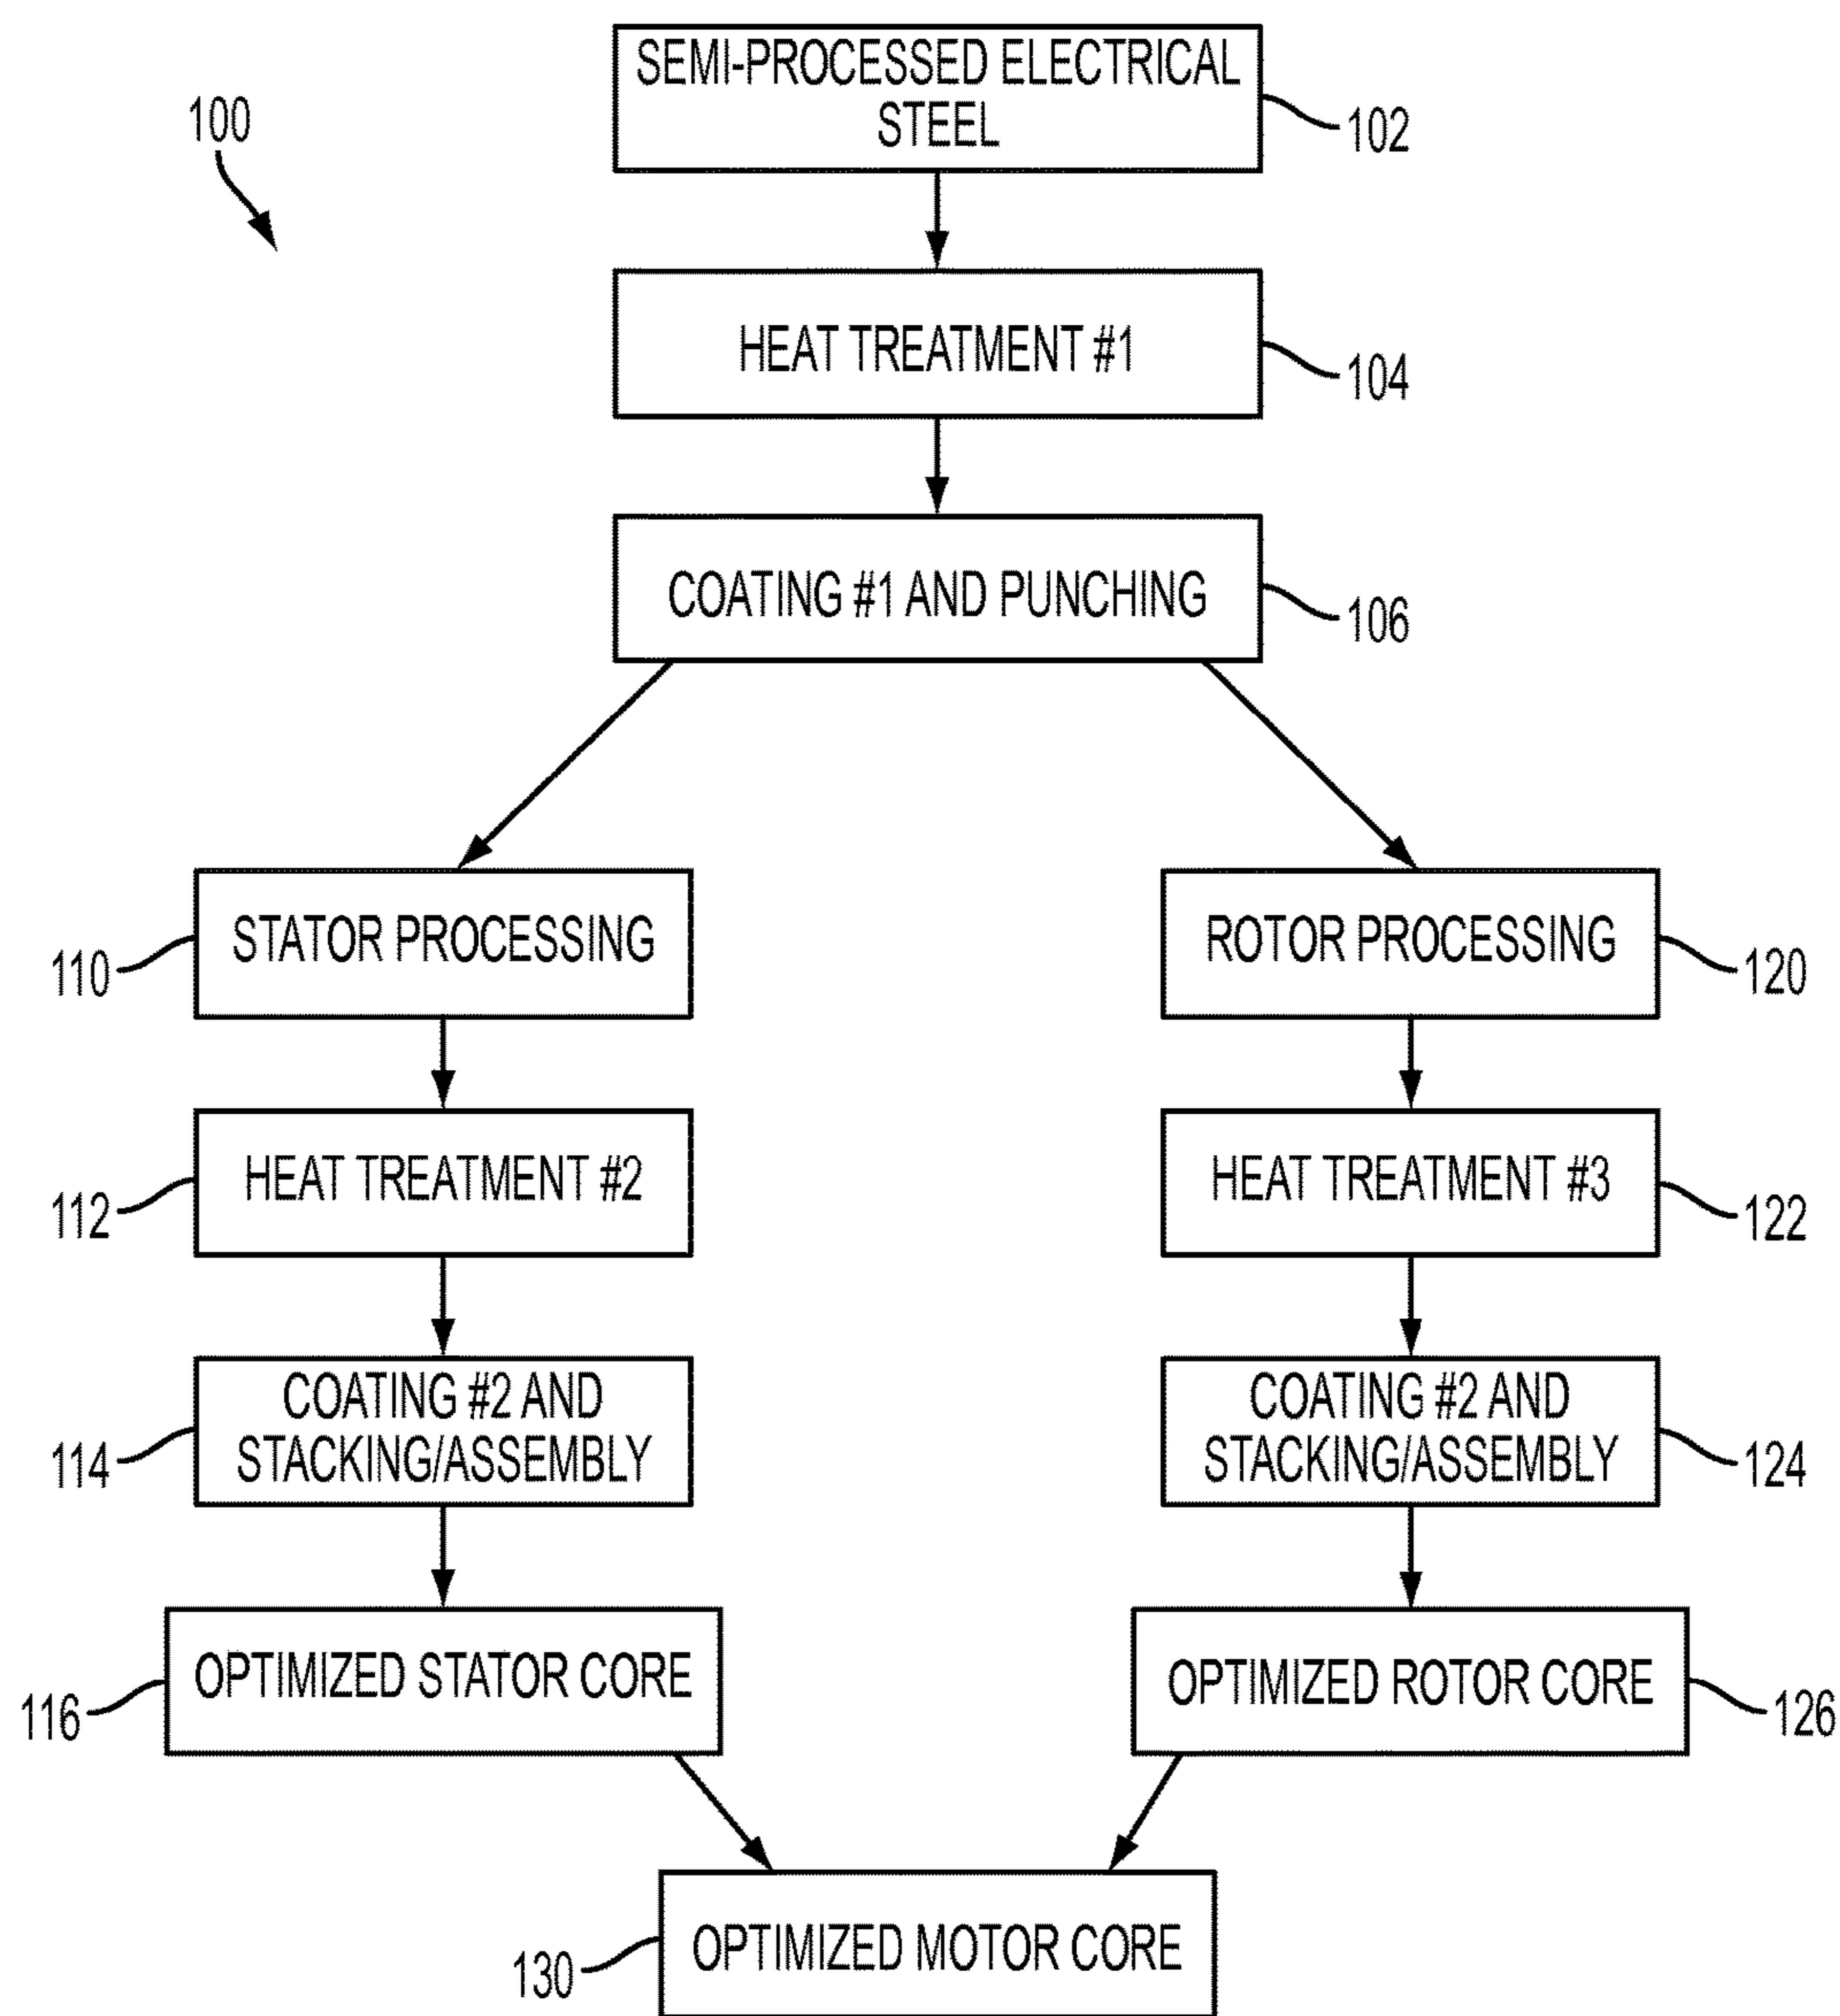 SEMI-PROCESSED ELECTRICAL
STEEL
102
100
HEAT TREATMENT #1
104
COATING #1 AND PUNCHING
106
STATOR PROCESSING
110
ROTOR PROCESSING
120
HEAT TREATMENT #2
112
HEAT TREATMENT #3
122
COATING #2 AND
STACKING/ASSEMBLY
114
COATING #2 AND
STACKING/ASSEMBLY
124
OPTIMIZED STATOR CORE
116
OPTIMIZED ROTOR CORE
126
OPTIMIZED MOTOR CORE
130